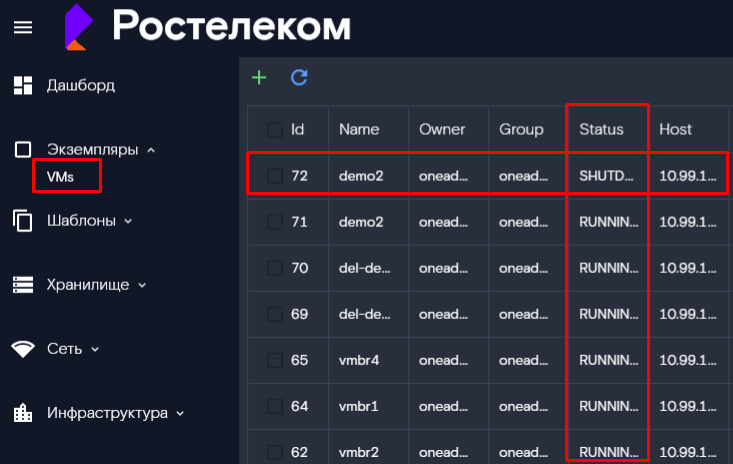 Ростелеком
Дашборд
Экземпляры
VMs
Шаблоны
Хранилище
Сеть
Инфраструктура
Id Name Owner Group Status Host
72 demo2 onead... onead... SHUTD... 10.99.1...
71 demo2 onead... onead... RUNNIN... 10.99.1...
70 del-de... onead... onead... RUNNIN... 10.99.1...
69 del-de... onead... onead... RUNNIN... 10.99.1...
65 vmbr4 onead... onead... RUNNIN... 10.99.1...
64 vmbr1 onead... onead... RUNNIN... 10.99.1...
62 vmbr2 onead... onead... RUNNIN... 10.99.1...